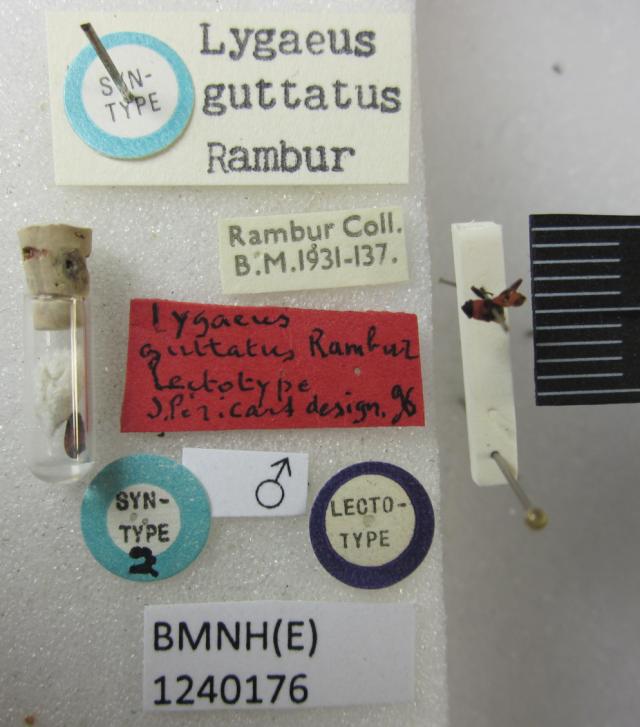 SYN-
TYPE
Lygaeus
guttatus
Rambur
Rambur Coll.
B.M.1931-137.
Lygaeus
guttatus Rambur
Lectotype
design. 96
SYN-
TYPE
2
♂
LECTO-
TYPE
BMNH(E)
1240176